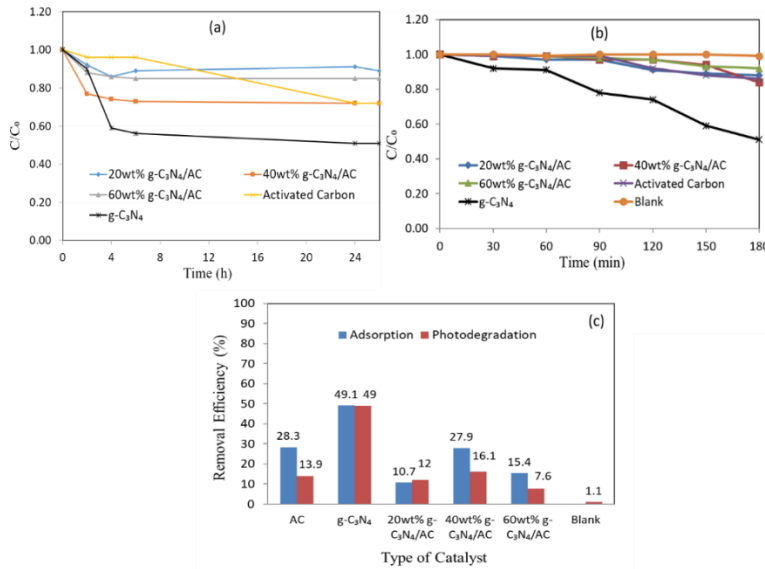 (a)
1.00
0.80
0.60
0.40
0.20
0.00
C/C₀
20wt% g-C₃N₄/AC
40wt% g-C₃N₄/AC
60wt% g-C₃N₄/AC
Activated Carbon
g-C₃N₄
0 4 8 12 16 20 24
Time (h)
(b)
1.20
1.00
0.80
0.60
0.40
0.20
0.00
C/C₀
20wt% g-C₃N₄/AC
40wt% g-C₃N₄/AC
60wt% g-C₃N₄/AC
Activated Carbon
g-C₃N₄
Blank
0 30 60 90 120 150 180
Time (min)
(c)
100
90
80
70
60
50
40
30
20
10
0
Removal Efficiency (%)
Adsorption Photodegradation
28.3
13.9
49.1 49
10.7 12
27.9
16.1
15.4
7.6
1.1
AC g-C₃N₄ 20wt% g- 40wt% g- 60wt% g- Blank
C₃N₄/AC C₃N₄/AC C₃N₄/AC
Type of Catalyst